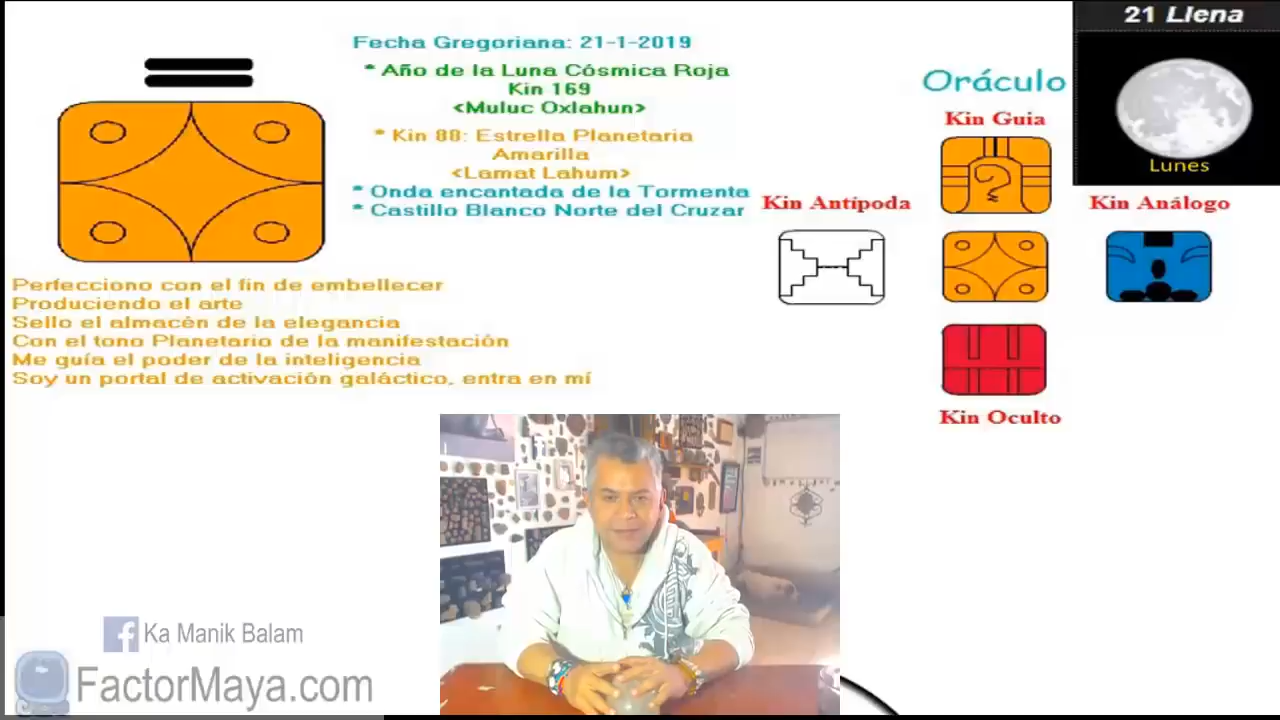 21 Llena
Fecha Gregoriana: 21-1-2019
* Año de la Luna Cósmica Roja
Kin 169
<Muluc Oxlahun>
* Kin 88: Estrella Planetaria
Amarilla
<Lamat Lahum>
* Onda encantada de la Tormenta
* Castillo Blanco Norte del Cruzar
Oráculo
Kin Guia
Lunes
Kin Antípoda
Kin Análogo
Kin Oculto
Perfecciono con el fin de embellecer
Produciendo el arte
Sello el almacén de la elegancia
Con el tono Planetario de la manifestación
Me guía el poder de la inteligencia
Soy un portal de activación galáctico, entra en mí
Ka Manik Balam
FactorMaya.com